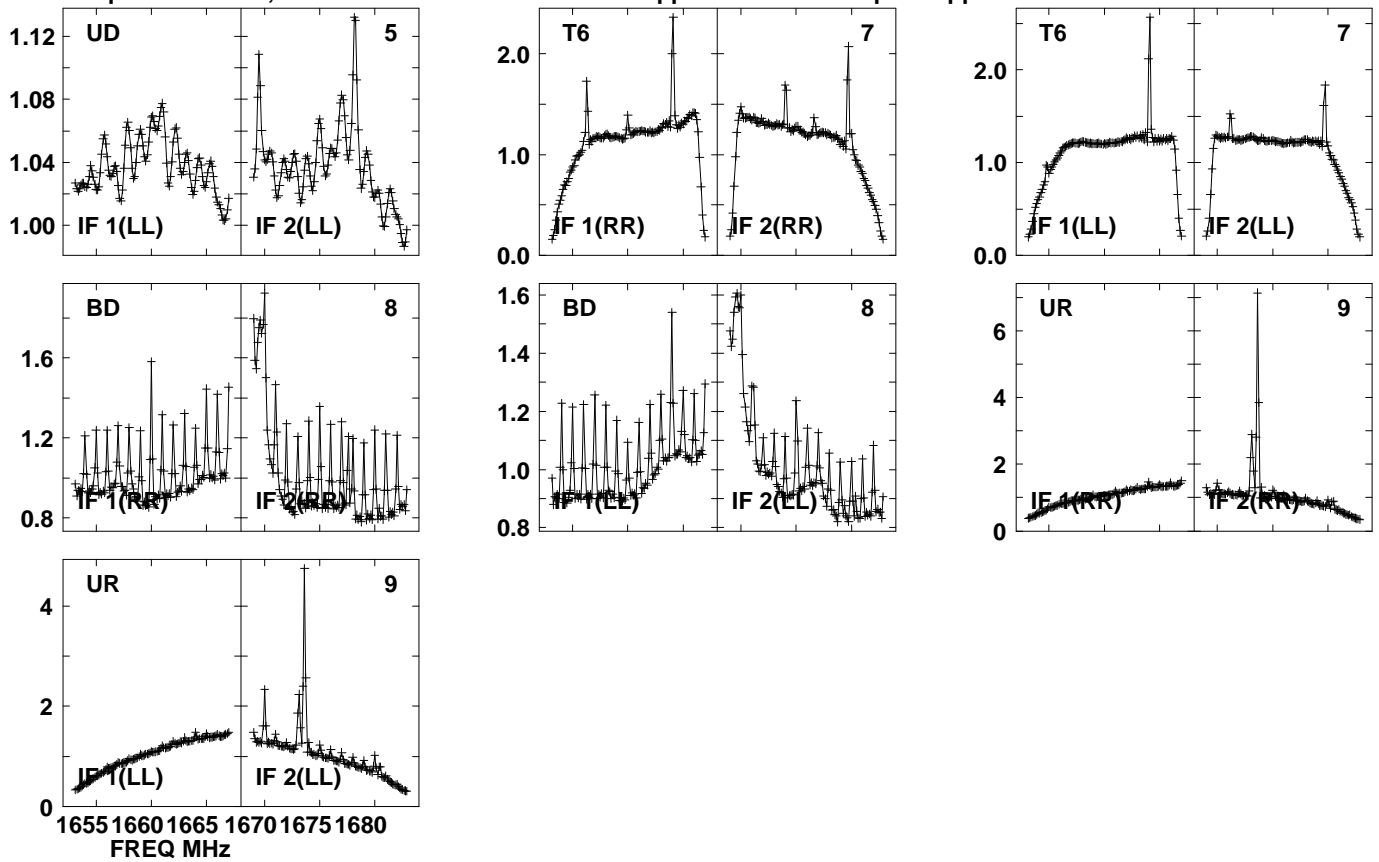 UD 5 T6 7 T6 7
1.12
1.08
1.04
1.00
IF 1(LL) IF 2(LL)
2.0
1.0
0.0
IF 1(RR) IF 2(RR)
2.0
1.0
0.0
IF 1(LL) IF 2(LL)
BD 8 BD 8 UR 9
1.6
1.2
0.8
IF 1(RR) IF 2(RR)
1.6
1.4
1.2
1.0
0.8
IF 1(LL) IF 2(LL)
6
4
2
0
IF 1(RR) IF 2(RR)
UR 9
4
2
0
IF 1(LL) IF 2(LL)
1655 1660 1665 1670 1675 1680
FREQ MHz